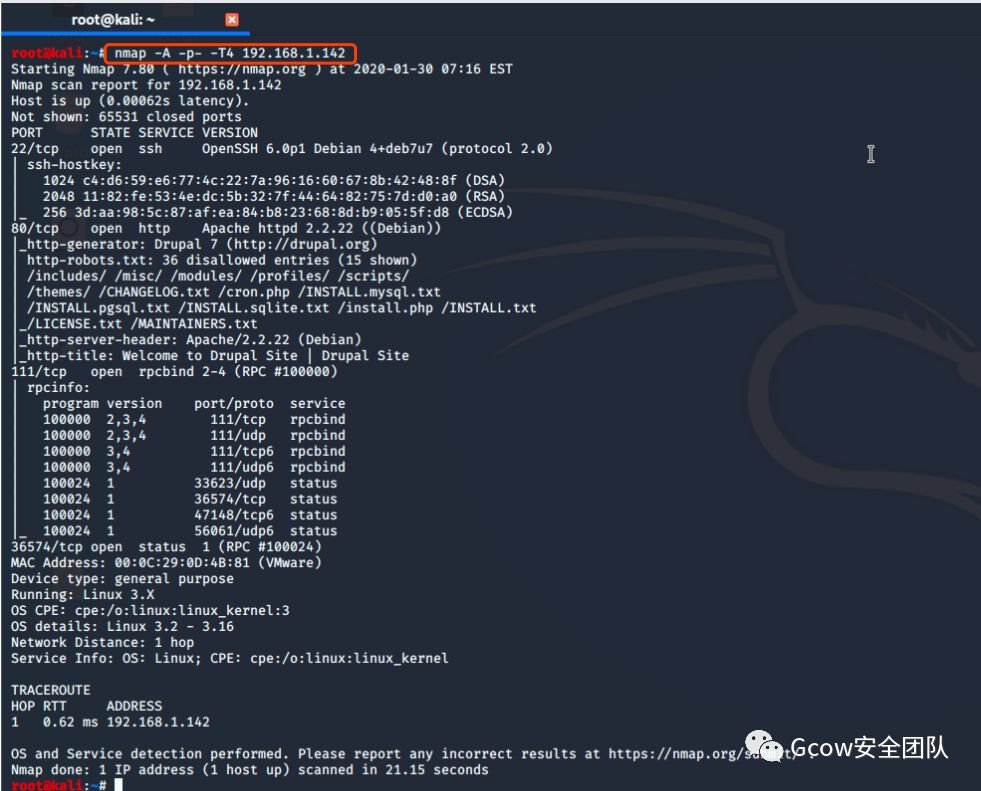 root@kali: ~
root@kali:~# nmap -A -p- -T4 192.168.1.142
Starting Nmap 7.80 ( https://nmap.org ) at 2020-01-30 07:16 EST
Nmap scan report for 192.168.1.142
Host is up (0.00062s latency).
Not shown: 65531 closed ports
PORT      STATE SERVICE VERSION
22/tcp    open  ssh     OpenSSH 6.0p1 Debian 4+deb7u7 (protocol 2.0)
| ssh-hostkey:
|   1024 c4:d6:59:e6:77:4c:22:7a:96:16:60:67:8b:42:48:8f (DSA)
|   2048 11:82:fe:53:4e:dc:5b:32:7f:44:64:82:75:7d:d0:a0 (RSA)
|_  256 3d:aa:98:5c:87:af:ea:84:b8:23:68:8d:b9:05:5f:d8 (ECDSA)
80/tcp    open  http    Apache httpd 2.2.22 ((Debian))
|_http-generator: Drupal 7 (http://drupal.org)
| http-robots.txt: 36 disallowed entries (15 shown)
| /includes/ /misc/ /modules/ /profiles/ /scripts/
| /themes/ /CHANGELOG.txt /cron.php /INSTALL.mysql.txt
| /INSTALL.pgsql.txt /INSTALL.sqlite.txt /install.php /INSTALL.txt
|_/LICENSE.txt /MAINTAINERS.txt
|_http-server-header: Apache/2.2.22 (Debian)
|_http-title: Welcome to Drupal Site | Drupal Site
111/tcp   open  rpcbind 2-4 (RPC #100000)
| rpcinfo:
|   program version    port/proto  service
|   100000  2,3,4        111/tcp   rpcbind
|   100000  2,3,4        111/udp   rpcbind
|   100000  3,4          111/tcp6  rpcbind
|   100000  3,4          111/udp6  rpcbind
|   100024  1          33623/udp   status
|   100024  1          36574/tcp   status
|   100024  1          47148/tcp6  status
|_  100024  1          56061/udp6  status
36574/tcp open  status  1 (RPC #100024)
MAC Address: 00:0C:29:0D:4B:81 (VMware)
Device type: general purpose
Running: Linux 3.X
OS CPE: cpe:/o:linux:linux_kernel:3
OS details: Linux 3.2 - 3.16
Network Distance: 1 hop
Service Info: OS: Linux; CPE: cpe:/o:linux:linux_kernel
TRACEROUTE
HOP RTT     ADDRESS
1   0.62 ms 192.168.1.142
OS and Service detection performed. Please report any incorrect results at https://nmap.org/submit/ .
Nmap done: 1 IP address (1 host up) scanned in 21.15 seconds
root@kali:~#
Gcow安全团队